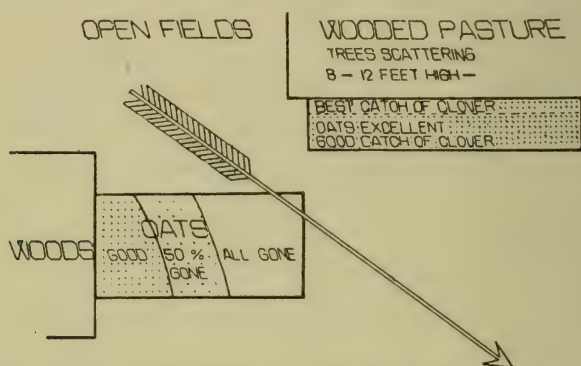 OPEN FIELDS
WOODED PASTURE
TREES SCATTERING
8 - 12 FEET HIGH -
BEST CATCH OF CLOVER
OATS EXCELLENT
GOOD CATCH OF CLOVER
WOODS
OATS
GOOD
50 %
GONE
ALL GONE